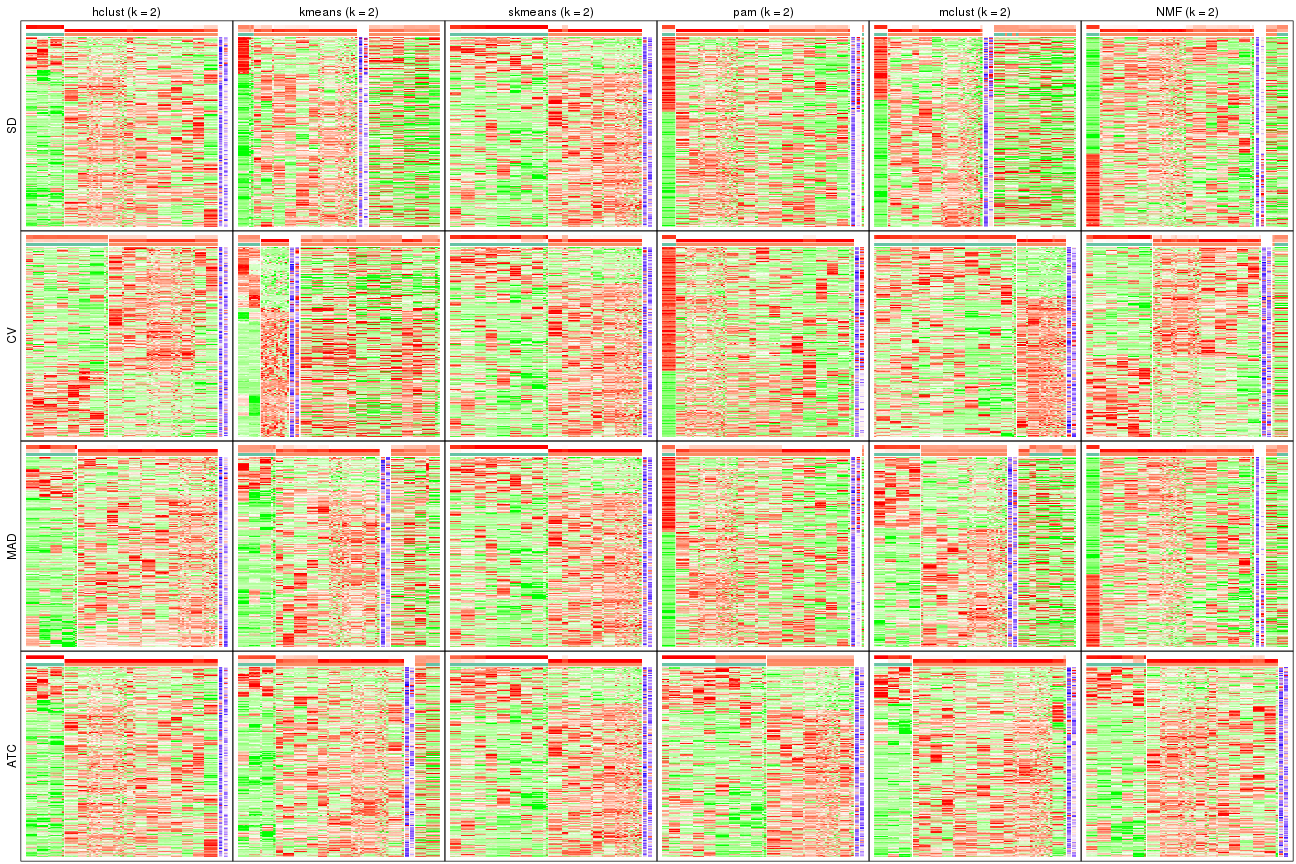 hclust (k = 2) kmeans (k = 2) skmeans (k = 2) pam (k = 2) mclust (k = 2) NMF (k = 2)
SD
CV
MAD
ATC